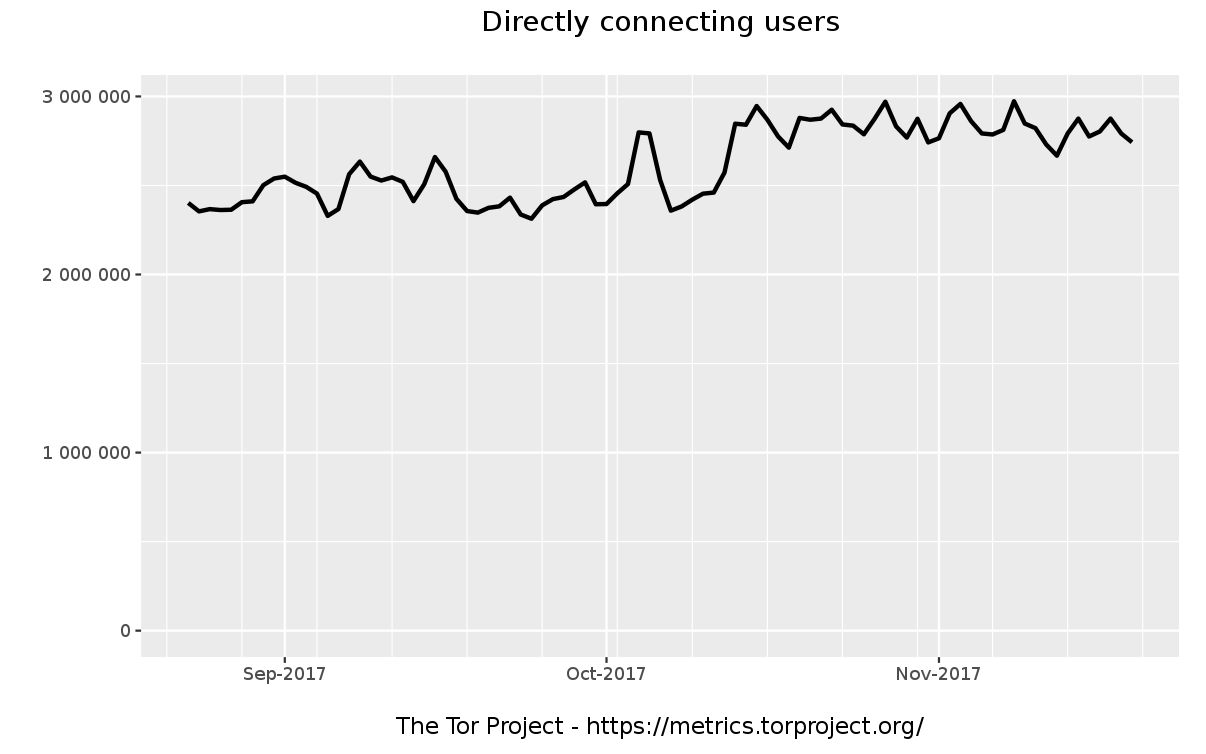 Directly connecting users
3 000 000
2 000 000
1 000 000
0
Sep-2017
Oct-2017
Nov-2017
The Tor Project - https://metrics.torproject.org/